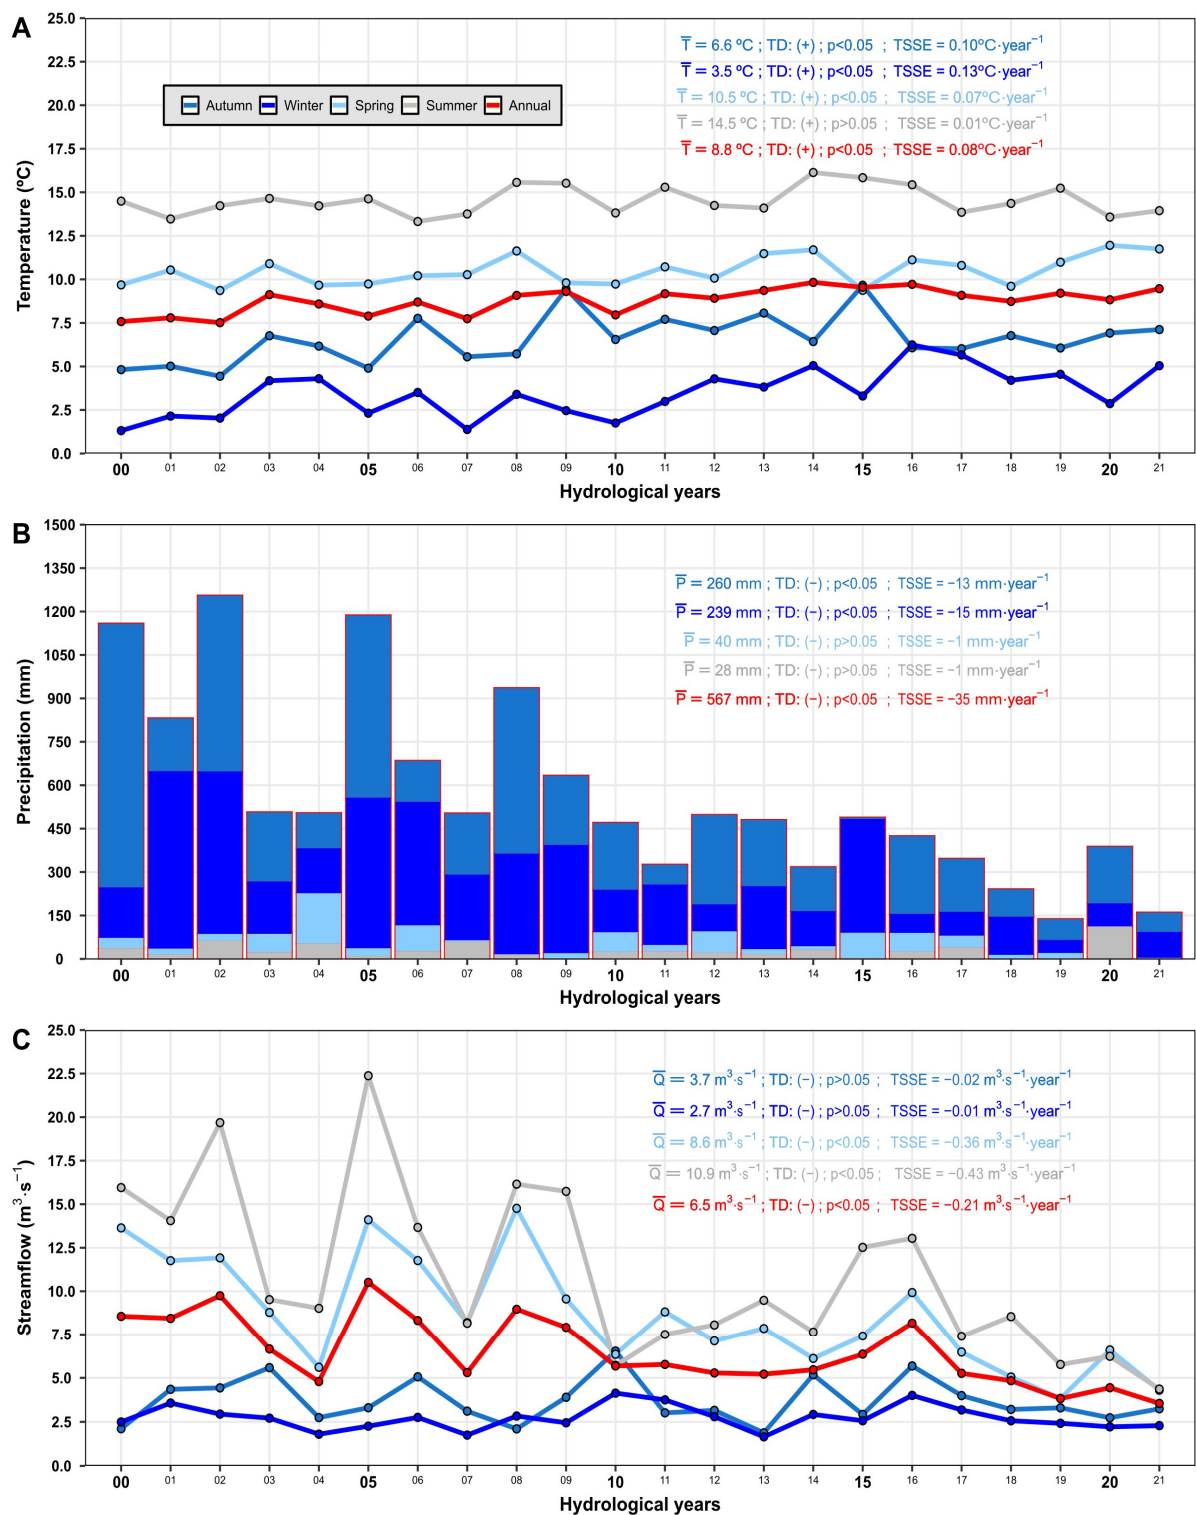 A
25.0
22.5
20.0
17.5
15.0
12.5
10.0
7.5
5.0
2.5
0.0
Temperature (ºC)
T̅ = 6.6 ºC ; TD: (+) ; p<0.05 ; TSSE = 0.10ºC·year⁻¹
T̅ = 3.5 ºC ; TD: (+) ; p<0.05 ; TSSE = 0.13ºC·year⁻¹
T̅ = 10.5 ºC ; TD: (+) ; p<0.05 ; TSSE = 0.07ºC·year⁻¹
T̅ = 14.5 ºC ; TD: (+) ; p>0.05 ; TSSE = 0.01ºC·year⁻¹
T̅ = 8.8 ºC ; TD: (+) ; p<0.05 ; TSSE = 0.08ºC·year⁻¹
Autumn Winter Spring Summer Annual
00 01 02 03 04 05 06 07 08 09 10 11 12 13 14 15 16 17 18 19 20 21
Hydrological years
B
1500
1350
1200
1050
900
750
600
450
300
150
0
Precipitation (mm)
P̅ = 260 mm ; TD: (−) ; p<0.05 ; TSSE = −13 mm·year⁻¹
P̅ = 239 mm ; TD: (−) ; p<0.05 ; TSSE = −15 mm·year⁻¹
P̅ = 40 mm ; TD: (−) ; p>0.05 ; TSSE = −1 mm·year⁻¹
P̅ = 28 mm ; TD: (−) ; p>0.05 ; TSSE = −1 mm·year⁻¹
P̅ = 567 mm ; TD: (−) ; p<0.05 ; TSSE = −35 mm·year⁻¹
00 01 02 03 04 05 06 07 08 09 10 11 12 13 14 15 16 17 18 19 20 21
Hydrological years
C
25.0
22.5
20.0
17.5
15.0
12.5
10.0
7.5
5.0
2.5
0.0
Streamflow (m³·s⁻¹)
Q̅ = 3.7 m³·s⁻¹ ; TD: (−) ; p>0.05 ; TSSE = −0.02 m³·s⁻¹·year⁻¹
Q̅ = 2.7 m³·s⁻¹ ; TD: (−) ; p>0.05 ; TSSE = −0.01 m³·s⁻¹·year⁻¹
Q̅ = 8.6 m³·s⁻¹ ; TD: (−) ; p<0.05 ; TSSE = −0.36 m³·s⁻¹·year⁻¹
Q̅ = 10.9 m³·s⁻¹ ; TD: (−) ; p<0.05 ; TSSE = −0.43 m³·s⁻¹·year⁻¹
Q̅ = 6.5 m³·s⁻¹ ; TD: (−) ; p<0.05 ; TSSE = −0.21 m³·s⁻¹·year⁻¹
00 01 02 03 04 05 06 07 08 09 10 11 12 13 14 15 16 17 18 19 20 21
Hydrological years